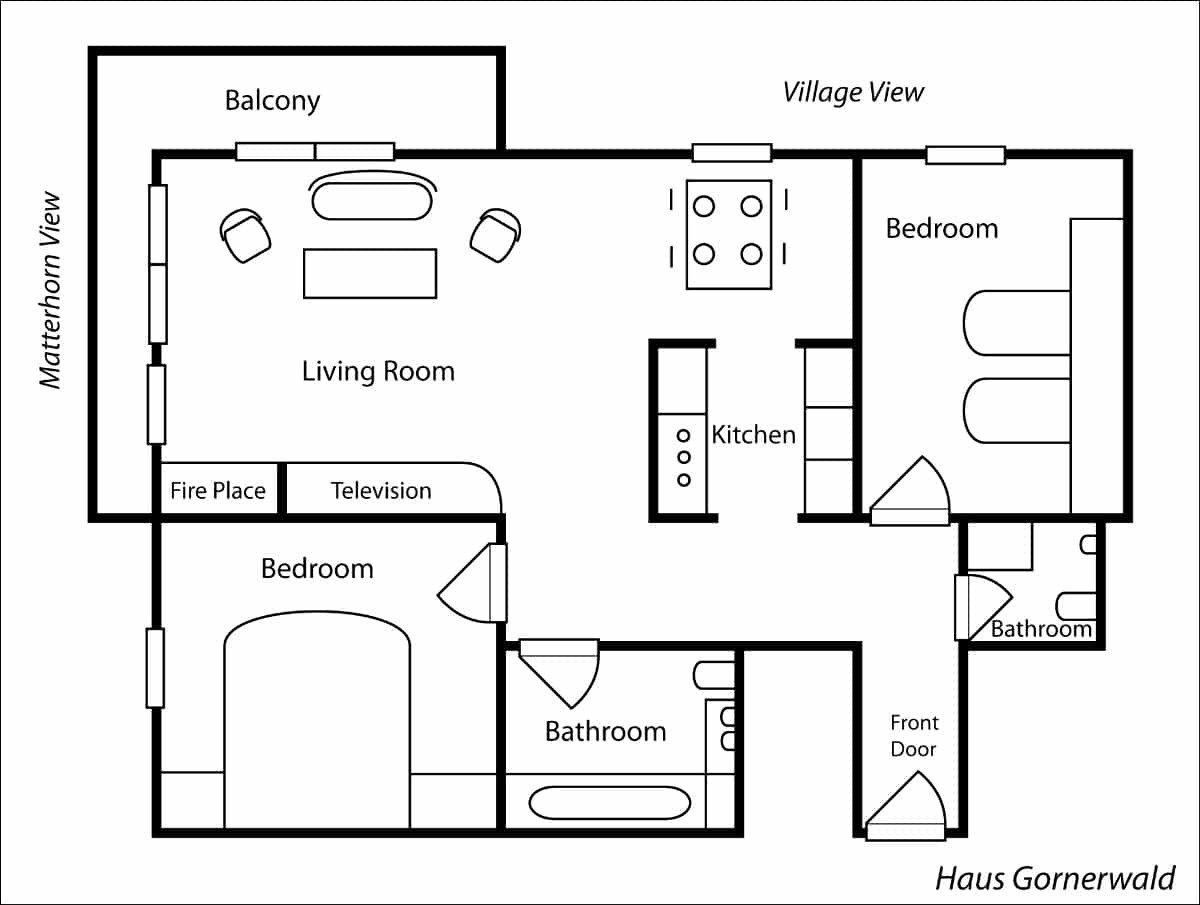 Balcony
Village View
Matterhorn View
Bedroom
Living Room
Kitchen
Fire Place
Television
Bedroom
Bathroom
Bathroom
Front
Door
Haus Gornerwald